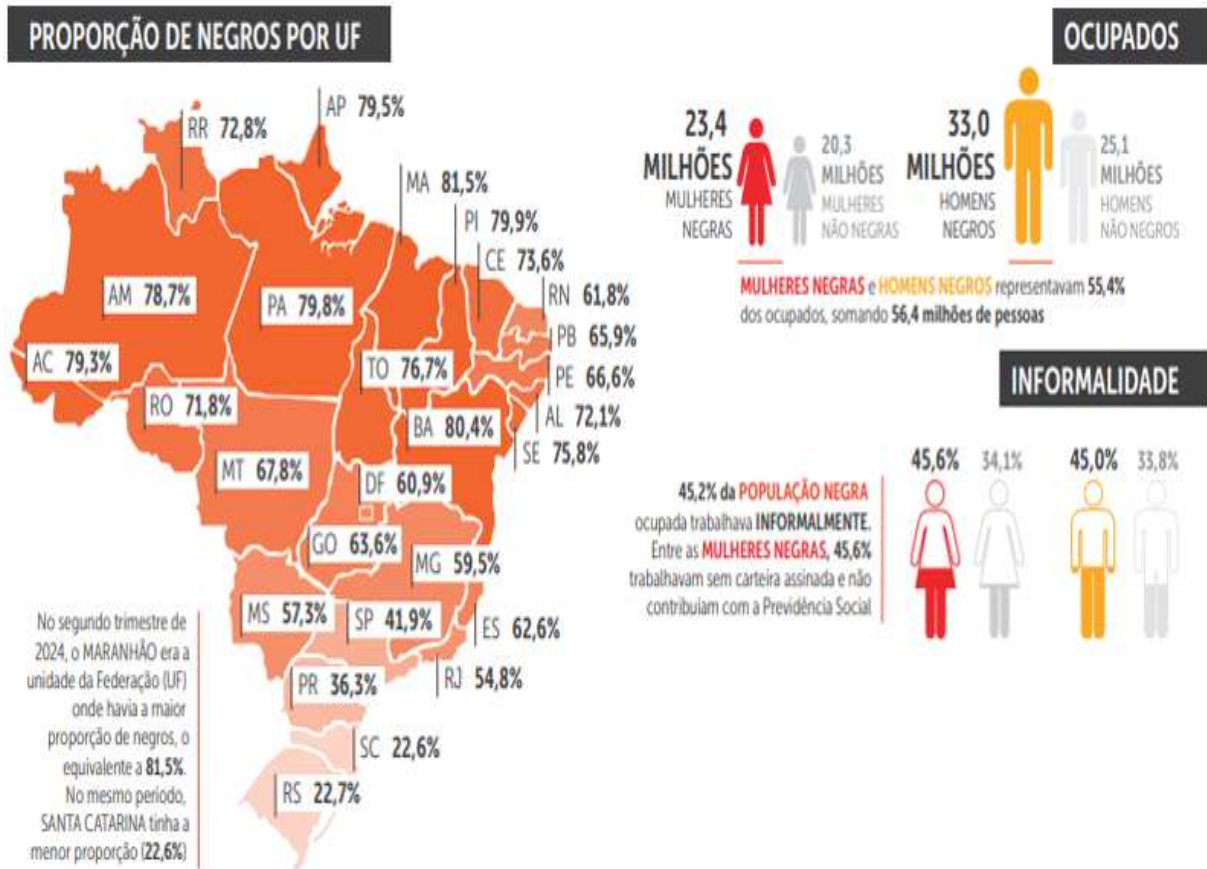 PROPORÇÃO DE NEGROS POR UF
RR 72,8%
AP 79,5%
MA 81,5%
PI 79,9%
CE 73,6%
RN 61,8%
AM 78,7%
PA 79,8%
PB 65,9%
AC 79,3%
TO 76,7%
PE 66,6%
RO 71,8%
BA 80,4%
AL 72,1%
SE 75,8%
MT 67,8%
DF 60,9%
GO 63,6%
MG 59,5%
MS 57,3%
SP 41,9%
ES 62,6%
PR 36,3%
RJ 54,8%
SC 22,6%
RS 22,7%
No segundo trimestre de
2024, o MARANHÃO era a
unidade da Federação (UF)
onde havia a maior
proporção de negros, o
equivalente a 81,5%.
No mesmo período,
SANTA CATARINA tinha a
menor proporção (22,6%)
OCUPADOS
23,4
MILHÕES
MULHERES
NEGRAS
20,3
MILHÕES
MULHERES
NÃO NEGRAS
33,0
MILHÕES
HOMENS
NEGROS
25,1
MILHÕES
HOMENS
NÃO NEGROS
MULHERES NEGRAS e HOMENS NEGROS representavam 55,4%
dos ocupados, somando 56,4 milhões de pessoas
INFORMALIDADE
45,2% da POPULAÇÃO NEGRA
ocupada trabalhava INFORMALMENTE.
Entre as MULHERES NEGRAS, 45,6%
trabalhavam sem carteira assinada e não
contribuíam com a Previdência Social
45,6% 34,1% 45,0% 33,8%